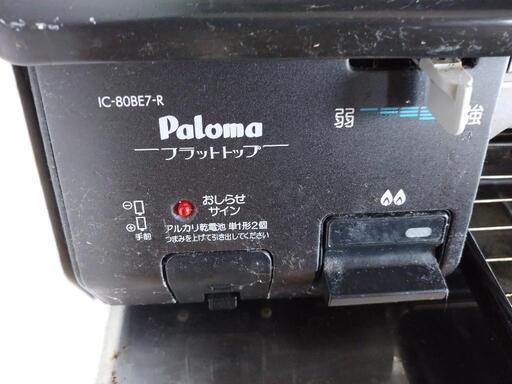 IC-80BE7-R
Paloma
フラットトップ
弱 強
おしらせ
サイン
手前
アルカリ乾電池 単1形2個
つまみを上げて引き出してください